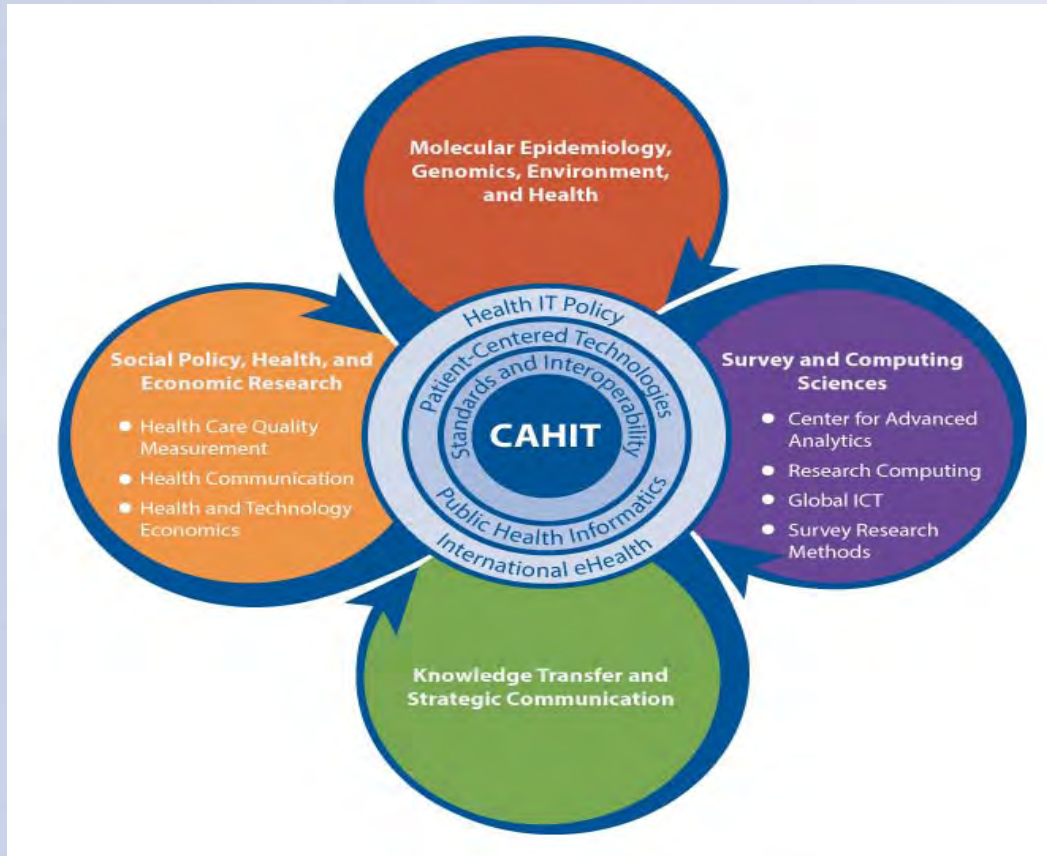 Molecular Epidemiology,
Genomics, Environment,
and Health
Social Policy, Health, and
Economic Research
Health Care Quality
Measurement
Health Communication
Health and Technology
Economics
Health IT Policy
Patient-Centered Technologies
Standards and Interoperability
CAHIT
Public Health Informatics
International eHealth
Survey and Computing
Sciences
Center for Advanced
Analytics
Research Computing
Global ICT
Survey Research
Methods
Knowledge Transfer and
Strategic Communication